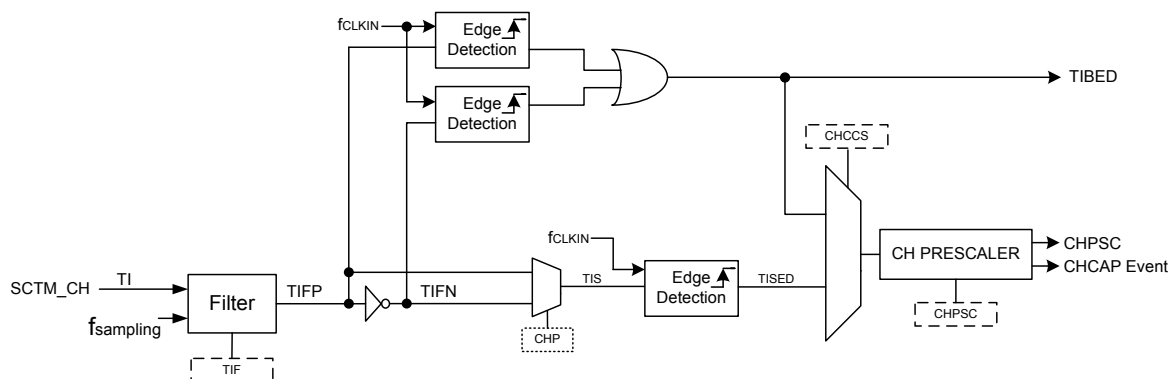 fCLKIN
Edge
Detection
TIBED
Edge
Detection
CHCCS
fCLKIN
CH PRESCALER
CHPSC
CHCAP Event
SCTM_CH
TI
Filter
TIFP
TIFN
TIS
Edge
Detection
TISED
fsampling
CHP
CHPSC
TIF